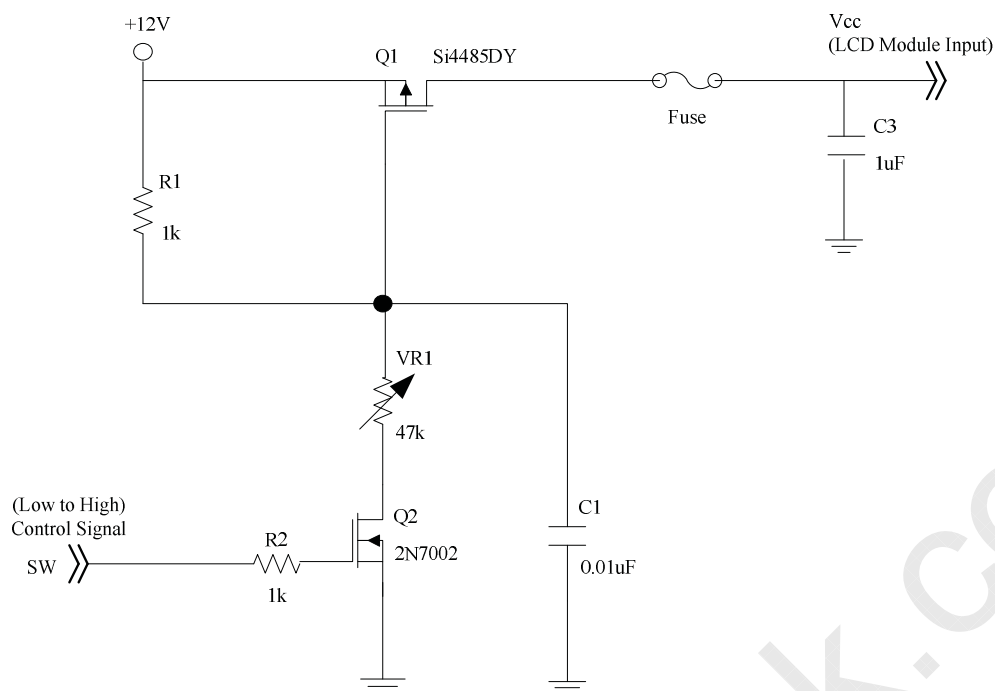 +12V
Q1
Si4485DY
Vcc
(LCD Module Input)
Fuse
C3
1uF
R1
1k
VR1
47k
(Low to High)
Control Signal
SW
R2
1k
Q2
2N7002
C1
0.01uF
k.co